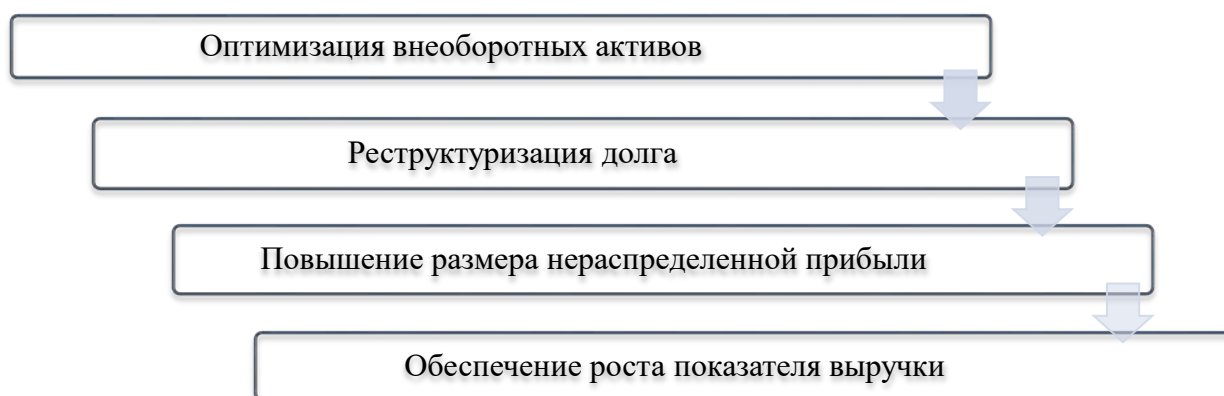 Оптимизация внеоборотных активов
Реструктуризация долга
Повышение размера нераспределенной прибыли
Обеспечение роста показателя выручки